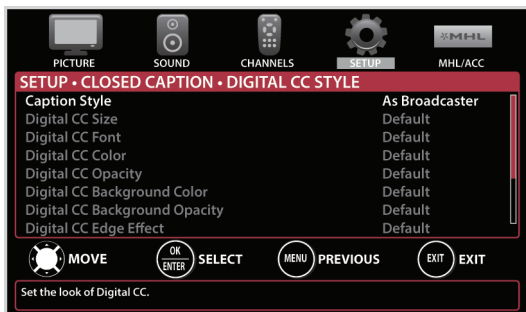 MHL
PICTURE SOUND CHANNELS SETUP MHL/ACC
SETUP • CLOSED CAPTION • DIGITAL CC STYLE
Caption Style As Broadcaster
Digital CC Size Default
Digital CC Font Default
Digital CC Color Default
Digital CC Opacity Default
Digital CC Background Color Default
Digital CC Background Opacity Default
Digital CC Edge Effect Default
MOVE OK ENTER SELECT MENU PREVIOUS EXIT EXIT
Set the look of Digital CC.